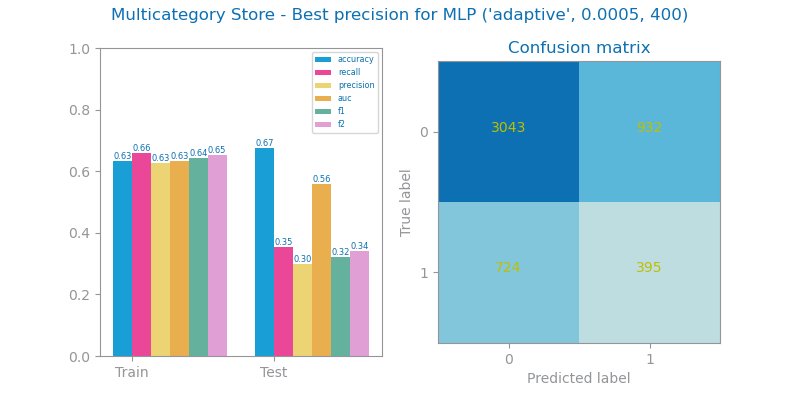 Multicategory Store - Best precision for MLP ('adaptive', 0.0005, 400)
Confusion matrix
1.0
0.8
0.6
0.4
0.2
0.0
accuracy
recall
precision
auc
f1
f2
0.63
0.66
0.63
0.63
0.64
0.65
0.67
0.35
0.30
0.56
0.32
0.34
Train
Test
True label
0
1
3043
932
724
395
0
1
Predicted label